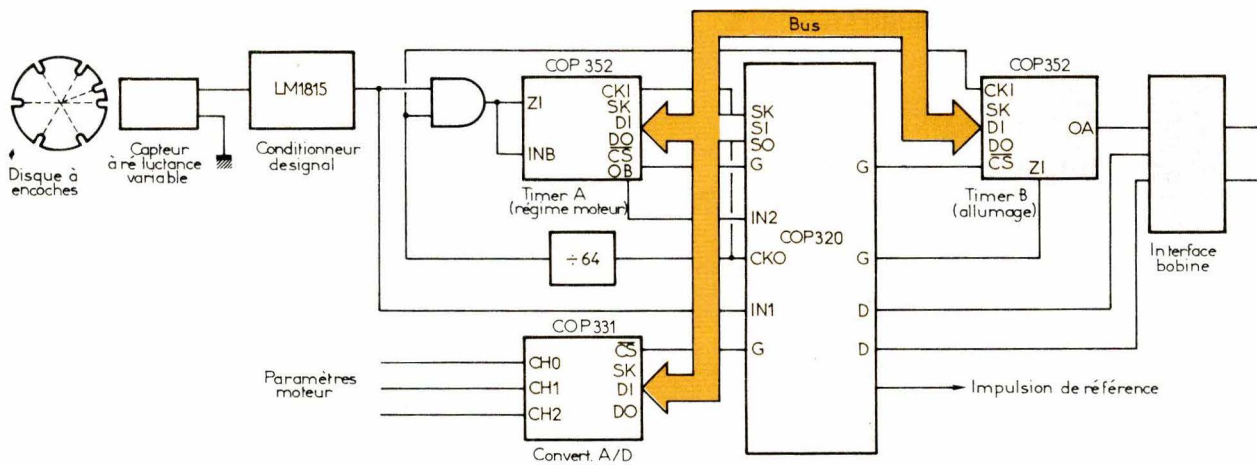 Disque à
encoches
Capteur
à réluctance
variable
LM1815
Conditionneur
de signal
COP 352
ZI
INB
CKI
SK
DI
DO
CS
OB
Timer A
(régime moteur)
÷64
Bus
SK
SI
SO
G
IN2
CKO
IN1
G
COP320
G
G
D
D
COP352
CKI
SK
DI
DO
CS
OA
ZI
Timer B
(allumage)
Interface
bobine
Impulsion de référence
COP331
Paramètres
moteur
CH0
CH1
CH2
CS
SK
DI
DO
Convert. A/D